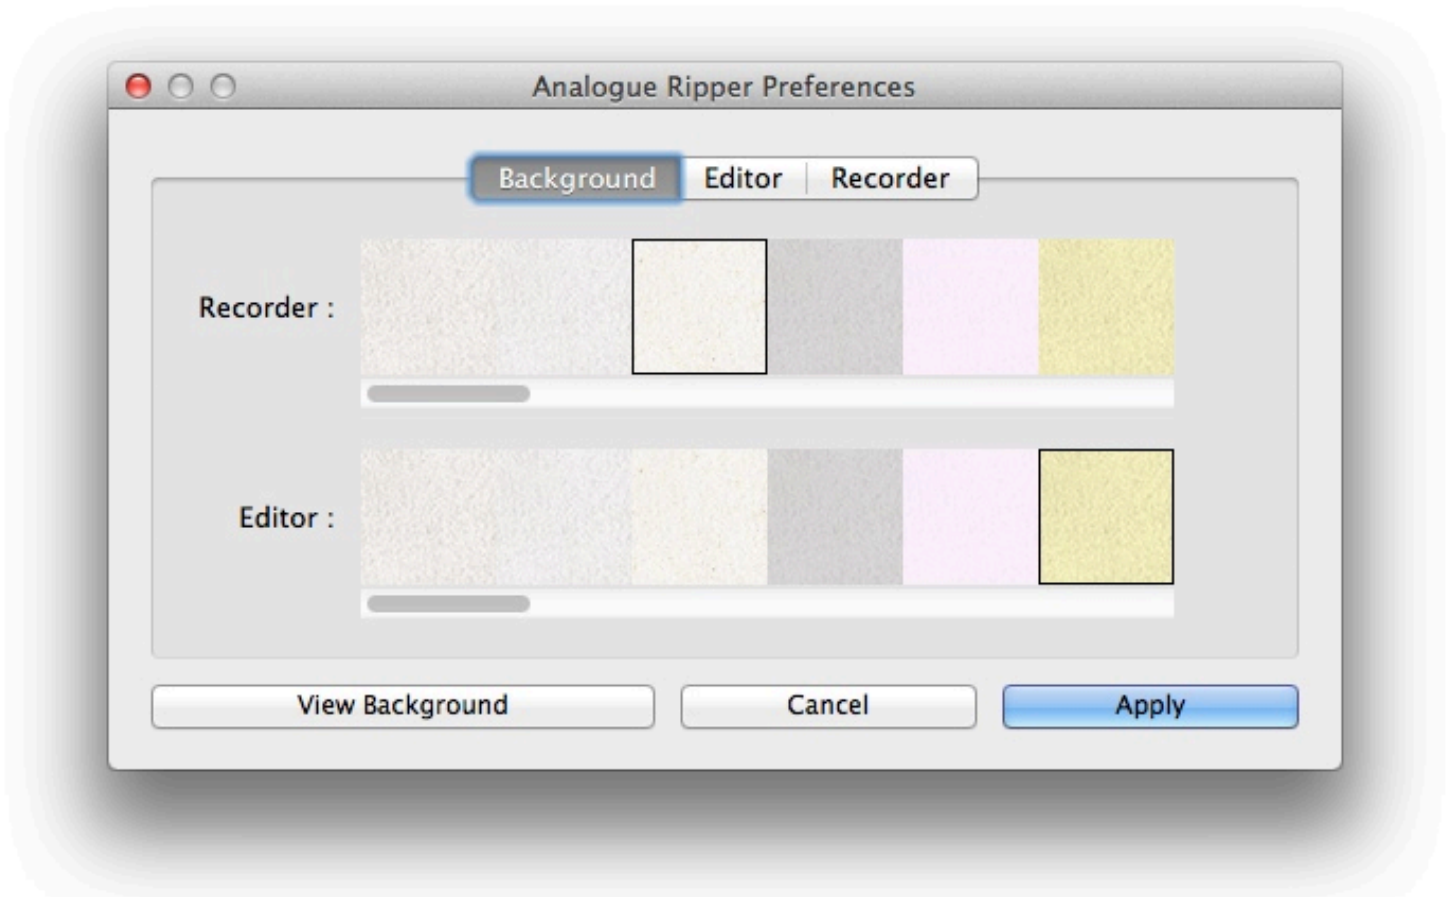 Analogue Ripper Preferences
Background Editor Recorder
Recorder :
Editor :
View Background Cancel Apply